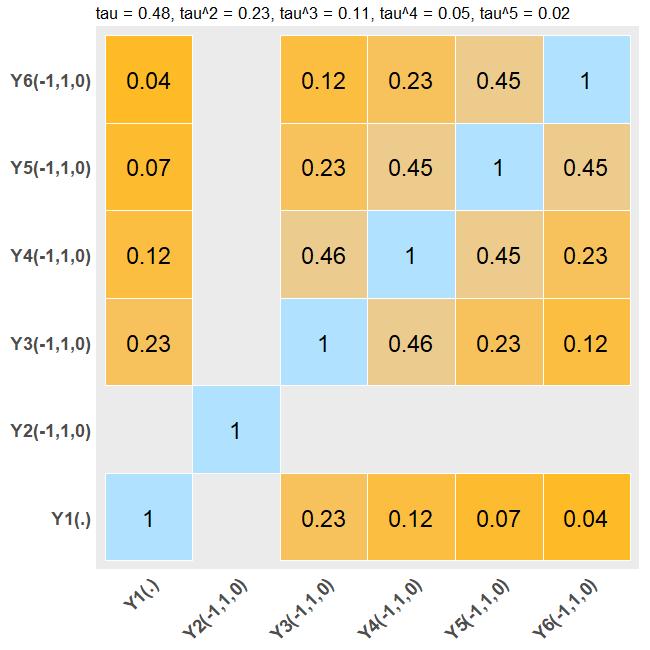 tau = 0.48, tau^2 = 0.23, tau^3 = 0.11, tau^4 = 0.05, tau^5 = 0.02
Y6(-1,1,0) 0.04 0.12 0.23 0.45 1
Y5(-1,1,0) 0.07 0.23 0.45 1 0.45
Y4(-1,1,0) 0.12 0.46 1 0.45 0.23
Y3(-1,1,0) 0.23 1 0.46 0.23 0.12
Y2(-1,1,0) 1
Y1(.) 1 0.23 0.12 0.07 0.04
Y1(.) Y2(-1,1,0) Y3(-1,1,0) Y4(-1,1,0) Y5(-1,1,0) Y6(-1,1,0)